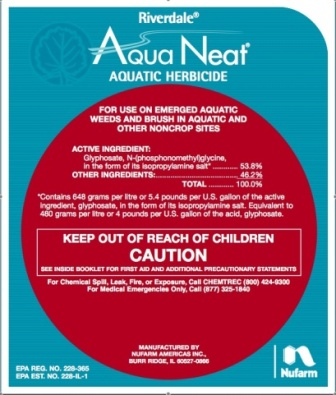 Riverdale®
Aqua Neat®
AQUATIC HERBICIDE
FOR USE ON EMERGED AQUATIC
WEEDS AND BRUSH IN AQUATIC AND
OTHER NONCROP SITES
ACTIVE INGREDIENT:
Glyphosate, N-(phosphonomethyl)glycine,
in the form of its isopropylamine salt* ............ 53.8%
OTHER INGREDIENTS:................................ 46.2%
TOTAL ............ 100.0%
*Contains 648 grams per litre or 5.4 pounds per U.S. gallon of the active
ingredient, glyphosate, in the form of its isopropylamine salt. Equivalent to
480 grams per litre or 4 pounds per U.S. gallon of the acid, glyphosate.
KEEP OUT OF REACH OF CHILDREN
CAUTION
SEE INSIDE BOOKLET FOR FIRST AID AND ADDITIONAL PRECAUTIONARY STATEMENTS
For Chemical Spill, Leak, Fire, or Exposure, Call CHEMTREC (800) 424-9300
For Medical Emergencies Only, Call (877) 325-1840
MANUFACTURED BY
NUFARM AMERICAS INC.,
BURR RIDGE, IL 60527-0866
EPA REG. NO. 228-365
EPA EST. NO. 228-IL-1
Nufarm